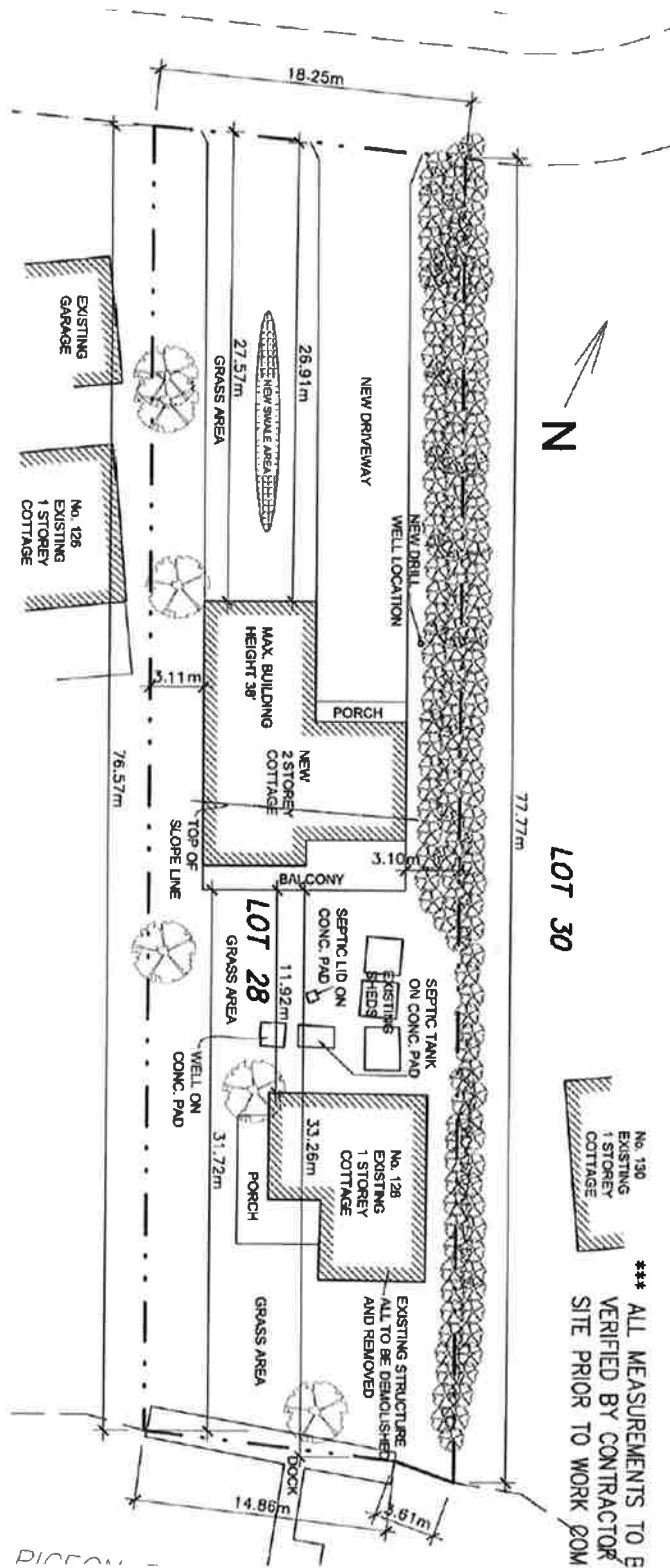 18.25m
77.77m
LOT 30
N
NEW DRIVEWAY
NEW DRILL
WELL LOCATION
26.91m
NEW SWALE AREA
27.57m
GRASS AREA
EXISTING
GARAGE
No. 126
EXISTING
1 STOREY
COTTAGE
MAX. BUILDING
HEIGHT 38'
PORCH
NEW
2 STOREY
COTTAGE
3.11m
3.10m
TOP OF
SLOPE LINE
76.57m
BALCONY
LOT 28
GRASS AREA
11.92m
SEPTIC LID ON
CONC. PAD
EXISTING
SHEDS
SEPTIC TANK
ON CONC. PAD
WELL ON
CONC. PAD
31.72m
33.26m
PORCH
No. 128
EXISTING
1 STOREY
COTTAGE
No. 130
EXISTING
1 STOREY
COTTAGE
EXISTING STRUCTURE
ALL TO BE DEMOLISHED
AND REMOVED
GRASS AREA
DOCK
14.86m
3.61m
*** ALL MEASUREMENTS TO B
VERIFIED BY CONTRACTOR
SITE PRIOR TO WORK COM
PIGEON